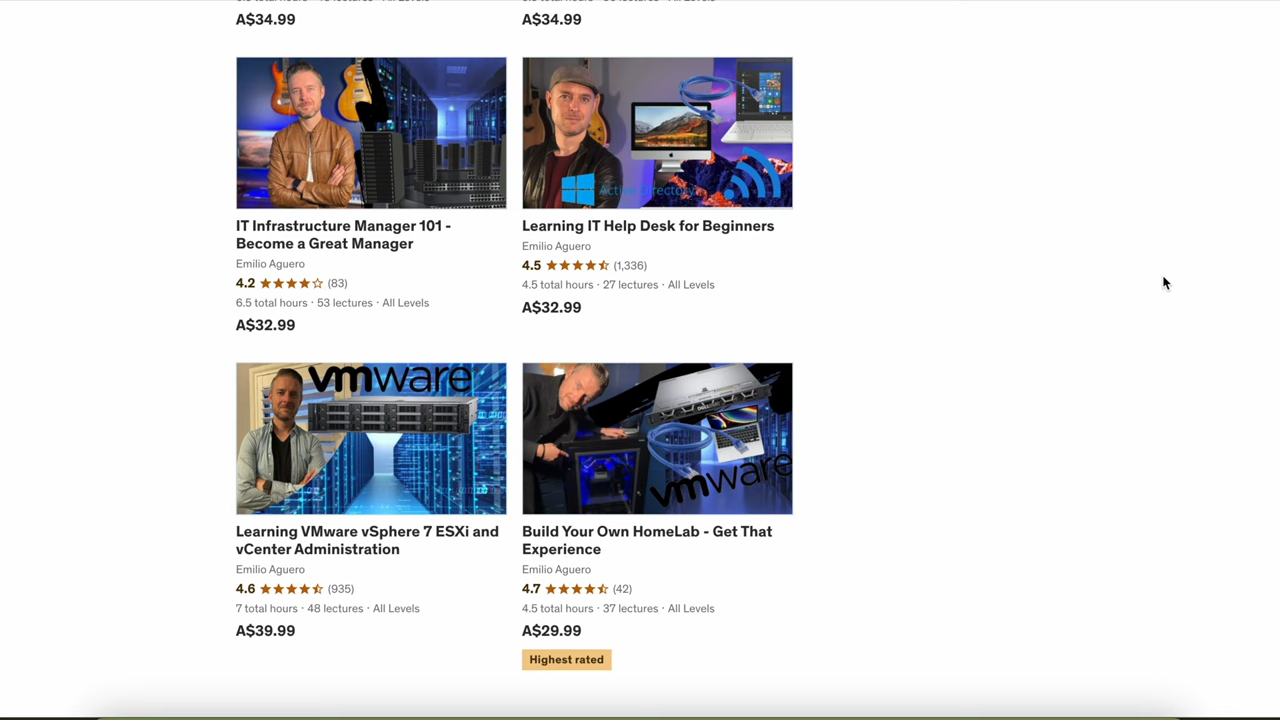 A$34.99
A$34.99
Active Directory
IT Infrastructure Manager 101 -
Become a Great Manager
Emilio Aguero
4.2 (83)
6.5 total hours · 53 lectures · All Levels
A$32.99
Learning IT Help Desk for Beginners
Emilio Aguero
4.5 (1,336)
4.5 total hours · 27 lectures · All Levels
A$32.99
vmware
Learning VMware vSphere 7 ESXi and
vCenter Administration
Emilio Aguero
4.6 (935)
7 total hours · 48 lectures · All Levels
A$39.99
vmware
Build Your Own HomeLab - Get That
Experience
Emilio Aguero
4.7 (42)
4.5 total hours · 37 lectures · All Levels
A$29.99
Highest rated